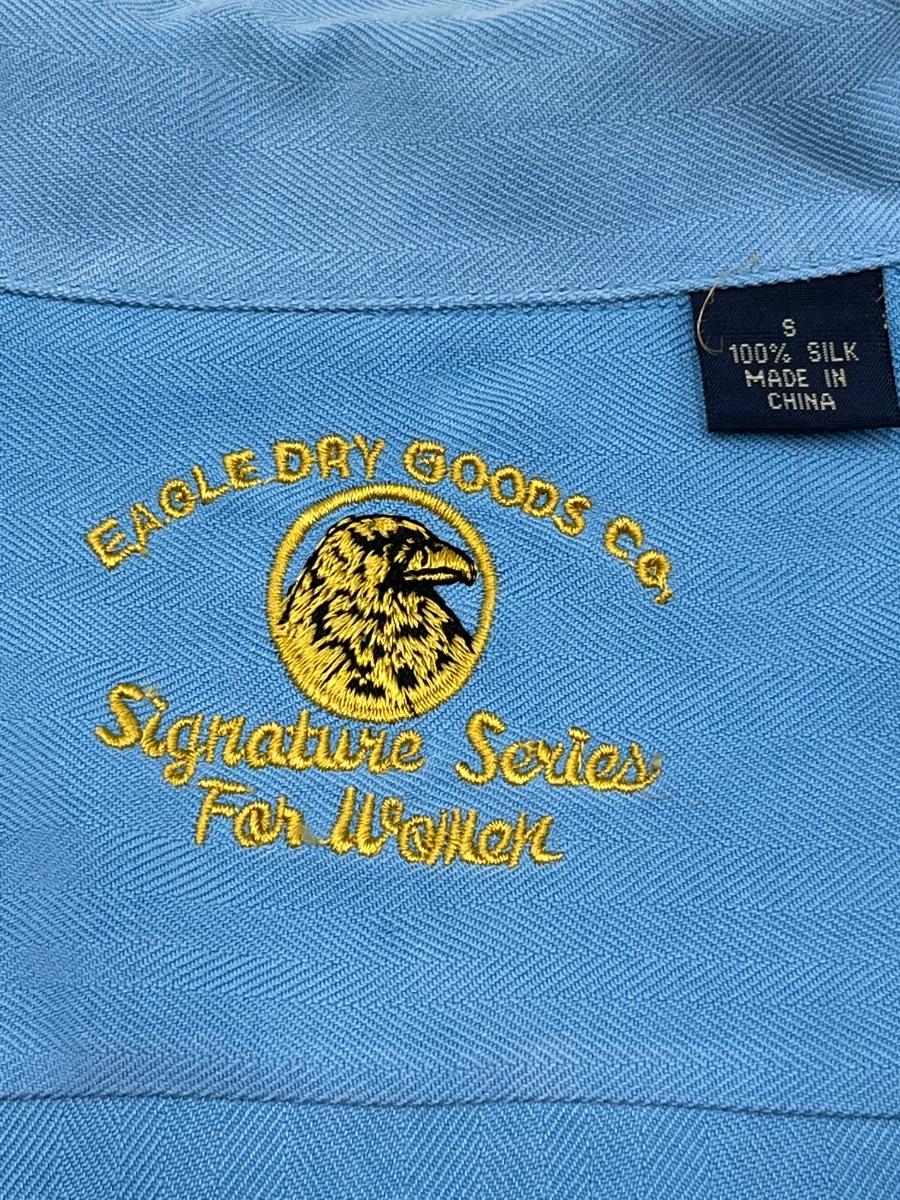 S
100% SILK
MADE IN
CHINA
EAGLE DRY GOODS CO.
Signature Series
For Women